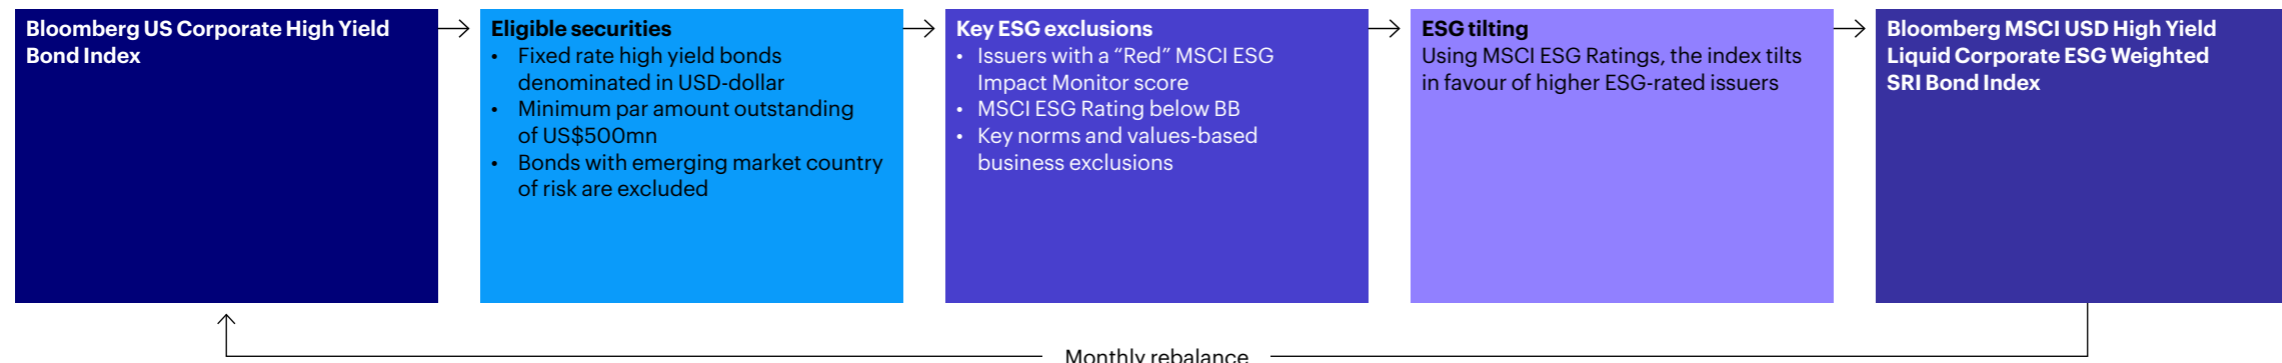 Bloomberg US Corporate High Yield
Bond Index
Eligible securities
• Fixed rate high yield bonds
denominated in USD-dollar
• Minimum par amount outstanding
of US$500mn
• Bonds with emerging market country
of risk are excluded
Key ESG exclusions
• Issuers with a “Red” MSCI ESG
Impact Monitor score
• MSCI ESG Rating below BB
• Key norms and values-based
business exclusions
ESG tilting
Using MSCI ESG Ratings, the index tilts
in favour of higher ESG-rated issuers
Bloomberg MSCI USD High Yield
Liquid Corporate ESG Weighted
SRI Bond Index
Monthly rebalance